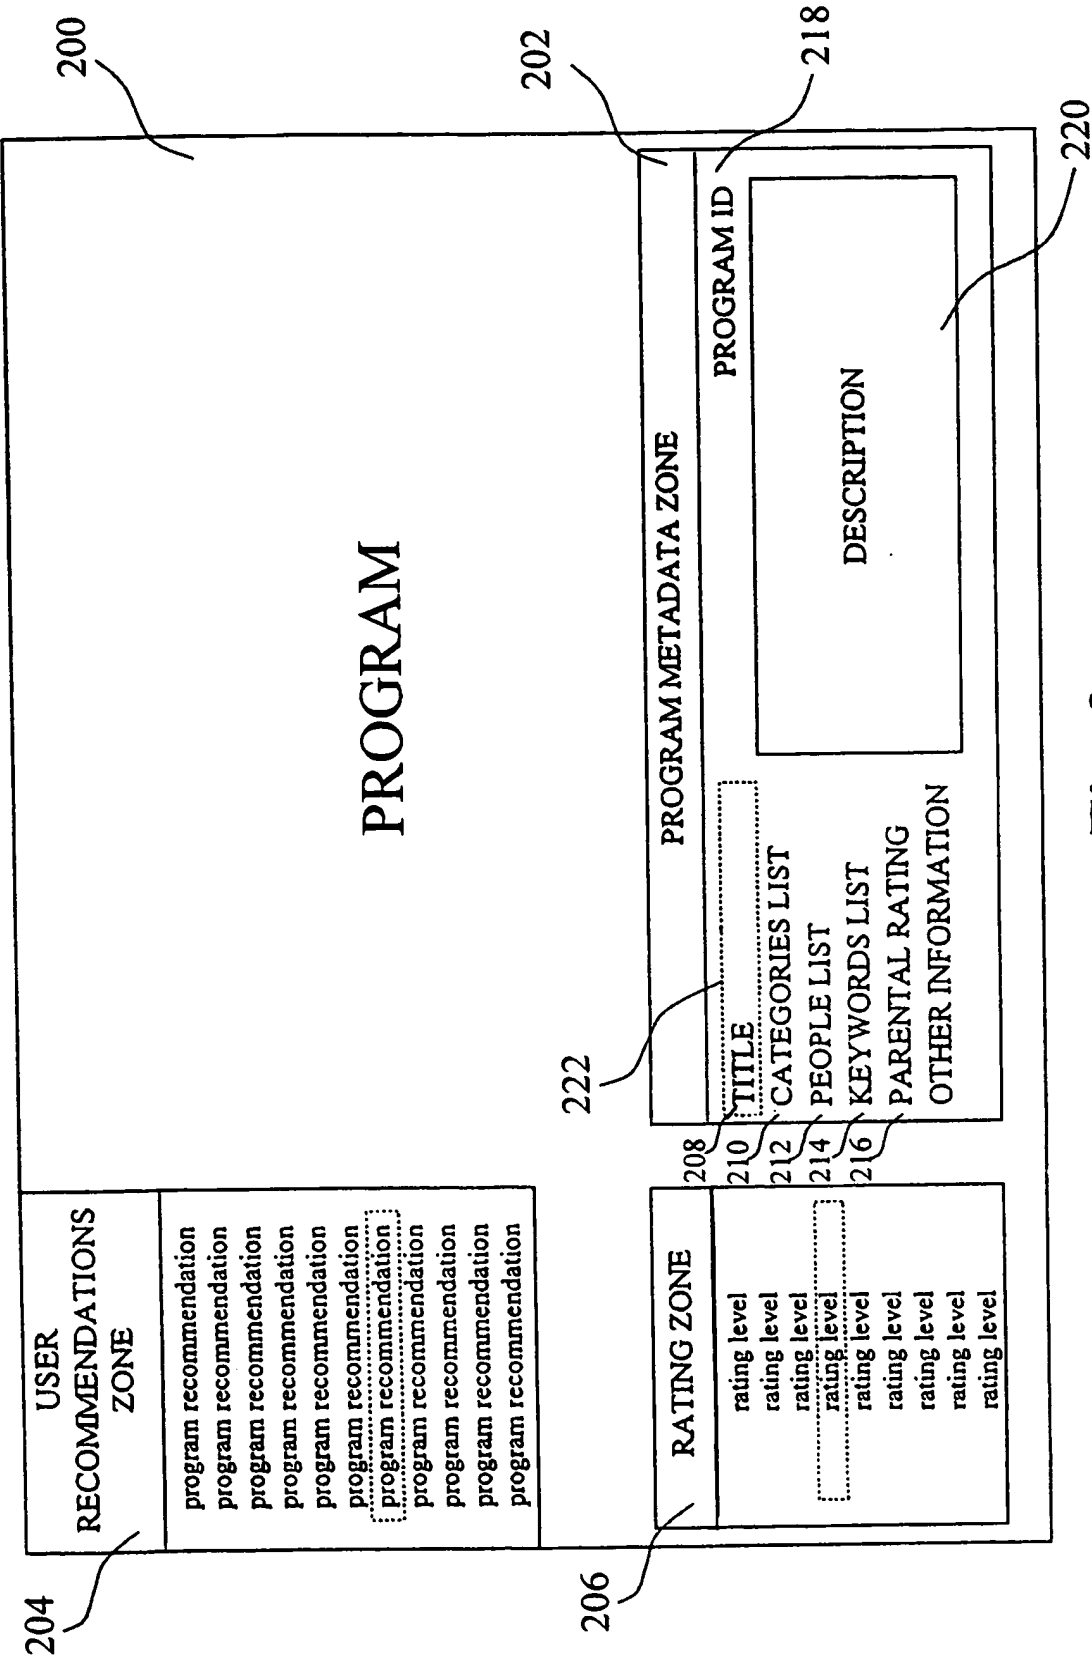 200
PROGRAM
204
USER
RECOMMENDATIONS
ZONE
program recommendation
program recommendation
program recommendation
program recommendation
program recommendation
program recommendation
program recommendation
program recommendation
program recommendation
program recommendation
program recommendation
206
RATING ZONE
rating level
rating level
rating level
rating level
rating level
rating level
rating level
rating level
rating level
202
PROGRAM METADATA ZONE
222
208
TITLE
210
CATEGORIES LIST
212
PEOPLE LIST
214
KEYWORDS LIST
216
PARENTAL RATING
OTHER INFORMATION
PROGRAM ID
218
DESCRIPTION
220